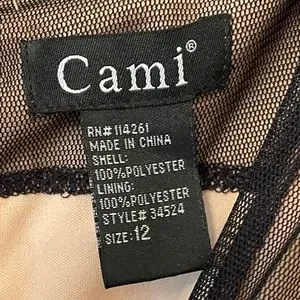 Cami®
RN#114261
MADE IN CHINA
SHELL:
100%POLYESTER
LINING:
100%POLYESTER
STYLE# 34524
SIZE:12